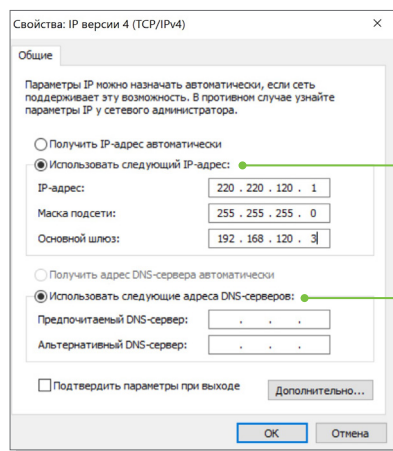 Свойства: IP версии 4 (TCP/IPv4)
Общие
Параметры IP можно назначать автоматически, если сеть
поддерживает эту возможность. В противном случае узнайте
параметры IP у сетевого администратора.
Получить IP-адрес автоматически
Использовать следующий IP-адрес:
IP-адрес: 220 . 220 . 120 . 1
Маска подсети: 255 . 255 . 255 . 0
Основной шлюз: 192 . 168 . 120 . 3
Получить адрес DNS-сервера автоматически
Использовать следующие адреса DNS-серверов:
Предпочитаемый DNS-сервер: . . .
Альтернативный DNS-сервер: . . .
Подтвердить параметры при выходе
Дополнительно...
ОК Отмена